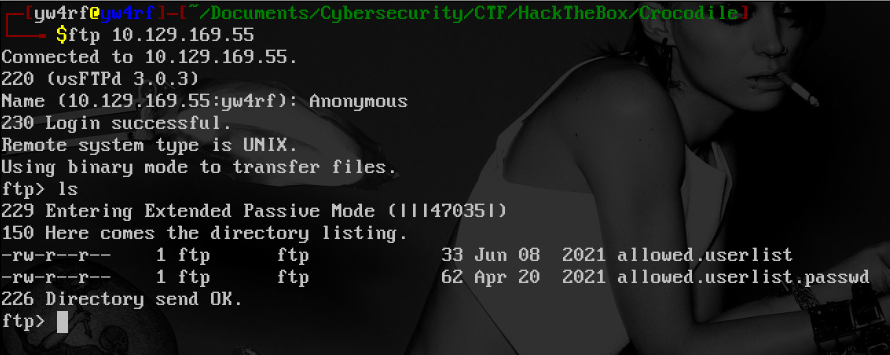 ┌─[yw4rf@yw4rf]─[~/Documents/Cybersecurity/CTF/HackTheBox/Crocodile]
└──╼ $ftp 10.129.169.55
Connected to 10.129.169.55.
220 (vsFTPd 3.0.3)
Name (10.129.169.55:yw4rf): Anonymous
230 Login successful.
Remote system type is UNIX.
Using binary mode to transfer files.
ftp> ls
229 Entering Extended Passive Mode (|||47035|)
150 Here comes the directory listing.
-rw-r--r--    1 ftp      ftp            33 Jun 08  2021 allowed.userlist
-rw-r--r--    1 ftp      ftp            62 Apr 20  2021 allowed.userlist.passwd
226 Directory send OK.
ftp>